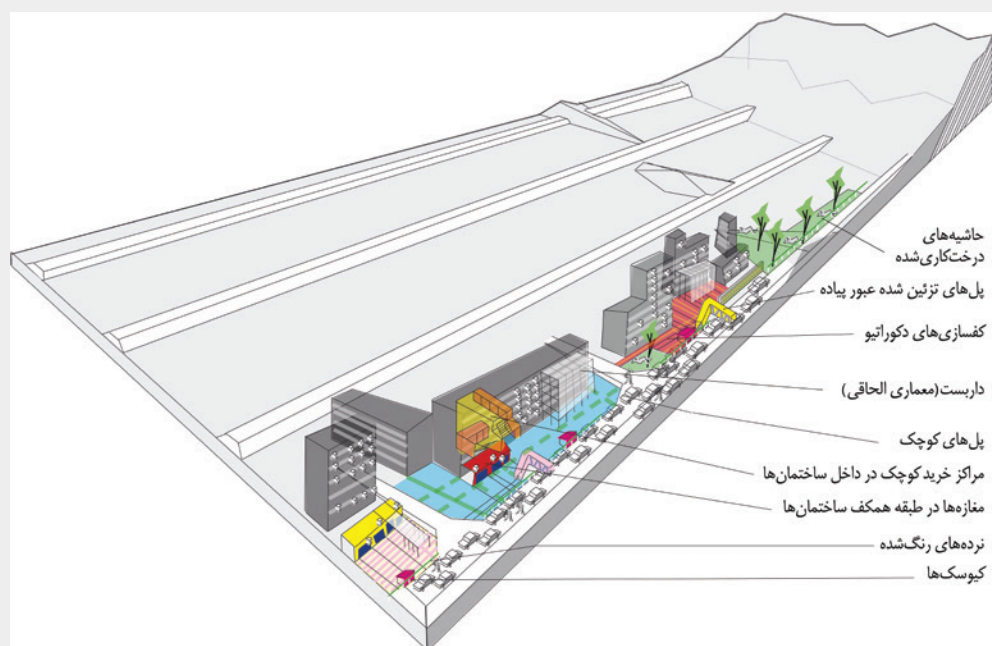 حاشیه‌های
درخت‌کاری‌شده
پل‌های تزئین شده عبور پیاده
کفسازی‌های دکوراتیو
داربست(معماری الحاقی)
پل‌های کوچک
مراکز خرید کوچک در داخل ساختمان‌ها
مغازه‌ها در طبقه همکف ساختمان‌ها
نرده‌های رنگ‌شده
کیوسک‌ها